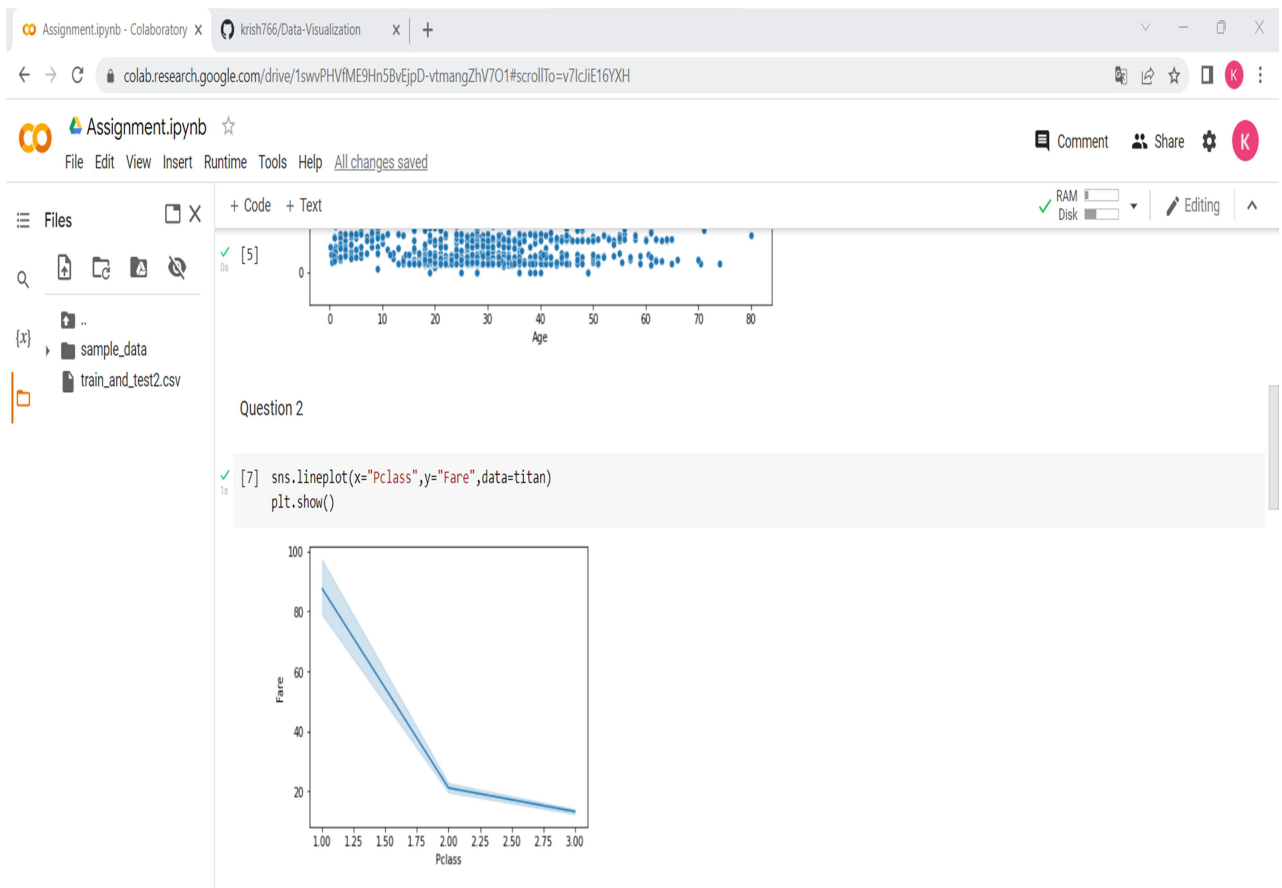 Assignment.ipynb - Colaboratory
krish766/Data-Visualization
colab.research.google.com/drive/1swvPHVfME9Hn5BvEjpD-vtmangZhV7O1#scrollTo=v7IcJiE16YXH
K
CO
Assignment.ipynb
File Edit View Insert Runtime Tools Help All changes saved
Comment Share K
Files
+ Code + Text
RAM
Disk
Editing
{x}
..
sample_data
train_and_test2.csv
[5]
0s
0
0 10 20 30 40 50 60 70 80
Age
Question 2
[7] sns.lineplot(x="Pclass",y="Fare",data=titan)
1s
plt.show()
100
80
60
40
20
Fare
1.00 1.25 1.50 1.75 2.00 2.25 2.50 2.75 3.00
Pclass